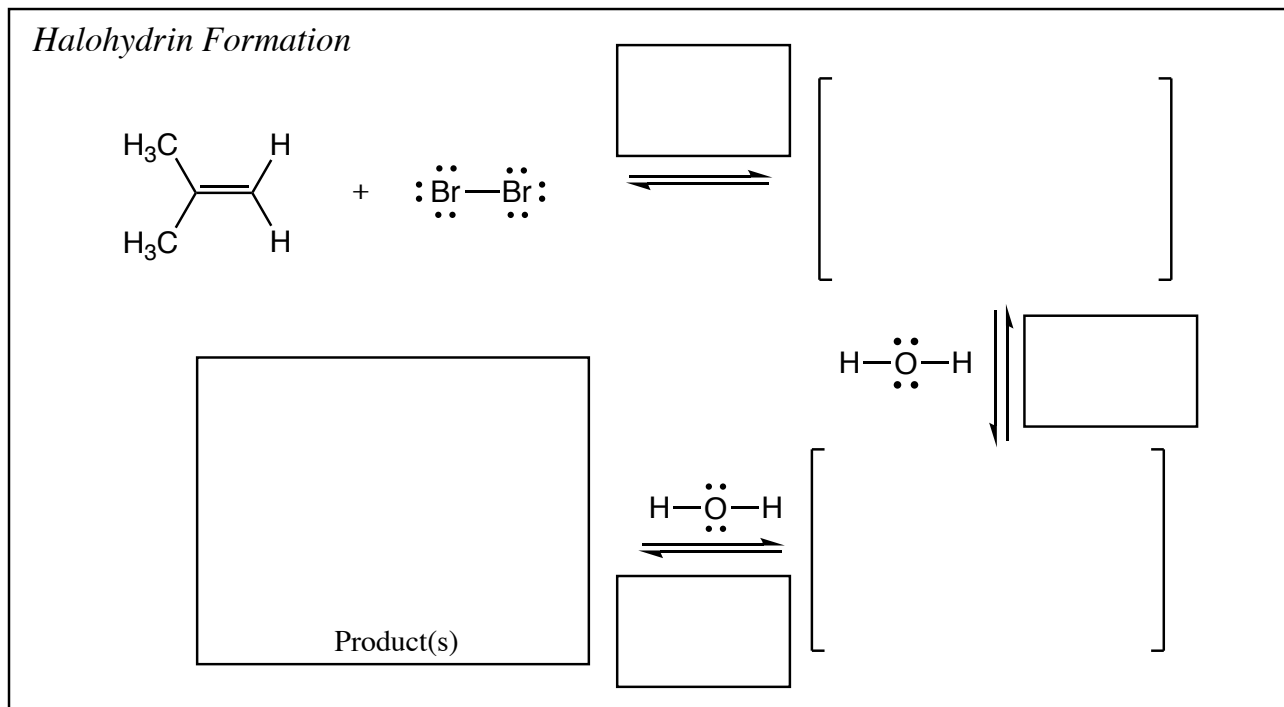 Halohydrin Formation
H₃C H
+ :Br—Br:
H₃C H
H—O—H
H—O—H
Product(s)